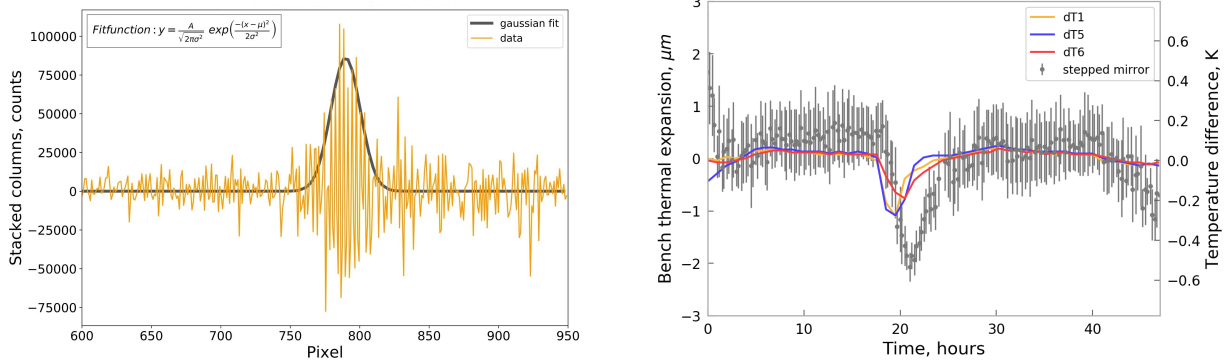 Fitfunction : y = A/√(2πσ²) exp(−(x − μ)²/2σ²)
gaussian fit
data
100000
75000
50000
25000
0
−25000
−50000
−75000
Stacked columns, counts
600 650 700 750 800 850 900 950
Pixel
3
2
1
0
−1
−2
−3
Bench thermal expansion, μm
dT1
dT5
dT6
stepped mirror
0.6
0.4
0.2
0.0
−0.2
−0.4
−0.6
Temperature difference, K
0 10 20 30 40
Time, hours